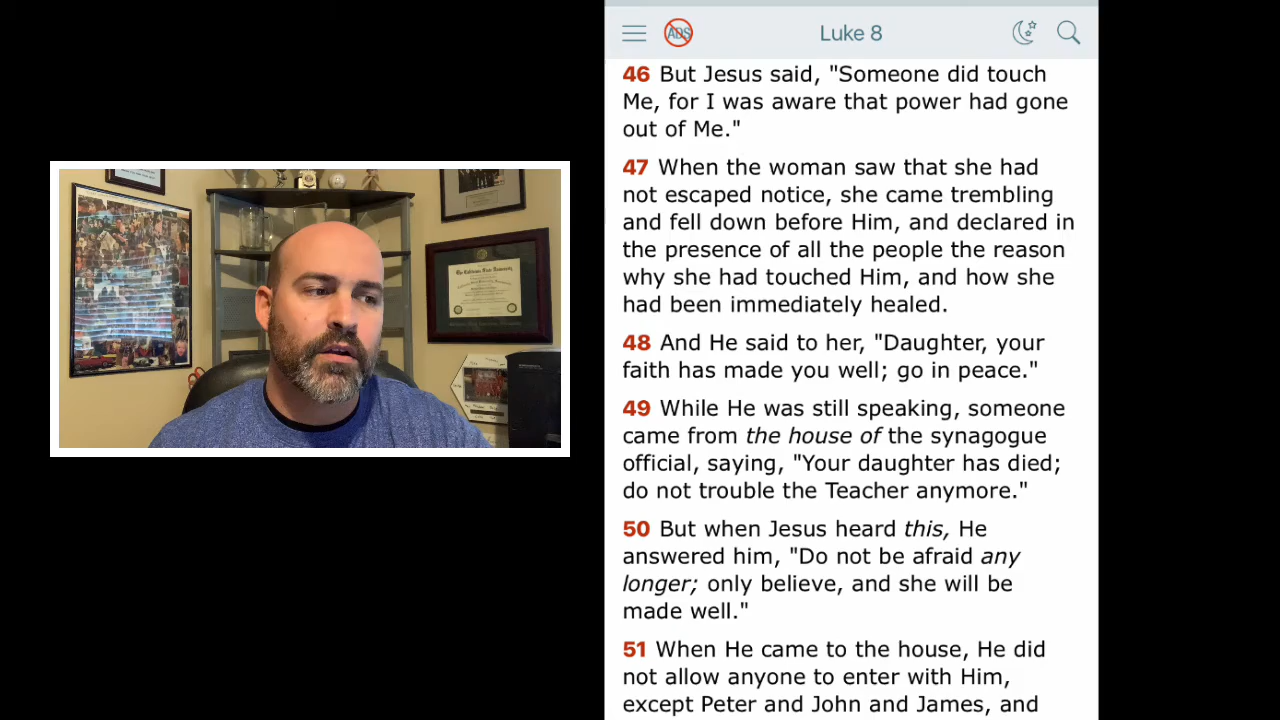 ADS
Luke 8
46 But Jesus said, "Someone did touch
Me, for I was aware that power had gone
out of Me."
47 When the woman saw that she had
not escaped notice, she came trembling
and fell down before Him, and declared in
the presence of all the people the reason
why she had touched Him, and how she
had been immediately healed.
48 And He said to her, "Daughter, your
faith has made you well; go in peace."
49 While He was still speaking, someone
came from the house of the synagogue
official, saying, "Your daughter has died;
do not trouble the Teacher anymore."
50 But when Jesus heard this, He
answered him, "Do not be afraid any
longer; only believe, and she will be
made well."
51 When He came to the house, He did
not allow anyone to enter with Him,
except Peter and John and James, and